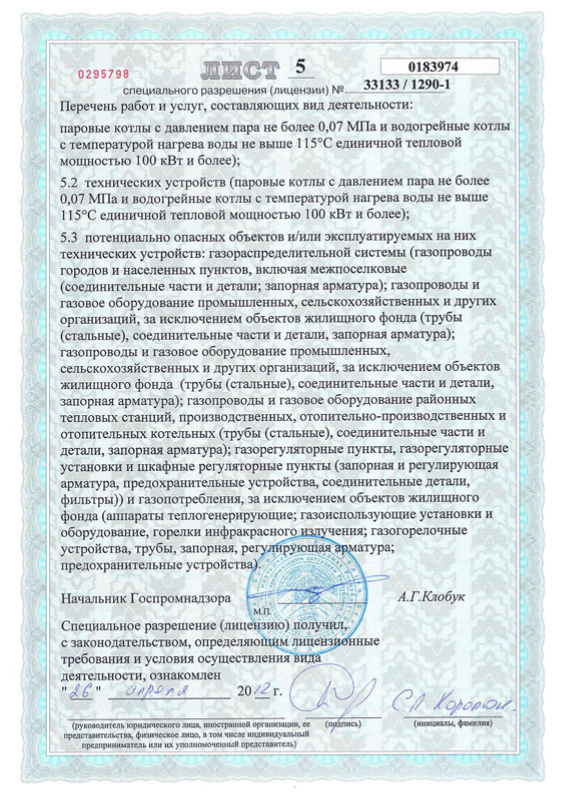 0295798
ЛИСТ 5
0183974
специального разрешения (лицензии) № 33133 / 1290-1
Перечень работ и услуг, составляющих вид деятельности:
паровые котлы с давлением пара не более 0,07 МПа и водогрейные котлы
с температурой нагрева воды не выше 115°С единичной тепловой
мощностью 100 кВт и более);
5.2 технических устройств (паровые котлы с давлением пара не более
0,07 МПа и водогрейные котлы с температурой нагрева воды не выше
115°С единичной тепловой мощностью 100 кВт и более);
5.3 потенциально опасных объектов и/или эксплуатируемых на них
технических устройств: газораспределительной системы (газопроводы
городов и населенных пунктов, включая межпоселковые
(соединительные части и детали; запорная арматура); газопроводы и
газовое оборудование промышленных, сельскохозяйственных и других
организаций, за исключением объектов жилищного фонда (трубы
(стальные), соединительные части и детали, запорная арматура);
газопроводы и газовое оборудование промышленных,
сельскохозяйственных и других организаций, за исключением объектов
жилищного фонда (трубы (стальные), соединительные части и детали,
запорная арматура); газопроводы и газовое оборудование районных
тепловых станций, производственных, отопительно-производственных и
отопительных котельных (трубы (стальные), соединительные части и
детали, запорная арматура); газорегуляторные пункты, газорегуляторные
установки и шкафные регуляторные пункты (запорная и регулирующая
арматура, предохранительные устройства, соединительные детали,
фильтры)) и газопотребления, за исключением объектов жилищного
фонда (аппараты теплогенерирующие; газоиспользующие установки и
оборудование, горелки инфракрасного излучения; газогорелочные
устройства, трубы, запорная, регулирующая арматура;
предохранительные устройства).
Начальник Госпромнадзора А.Г.Клобук
М.П.
Специальное разрешение (лицензию) получил,
с законодательством, определяющим лицензионные
требования и условия осуществления вида
деятельности, ознакомлен
"26" апреля 2012 г.
(руководитель юридического лица, иностранной организации, ее (подпись) (инициалы, фамилия)
представительства, физическое лицо, в том числе индивидуальный
предприниматель или их уполномоченный представитель)